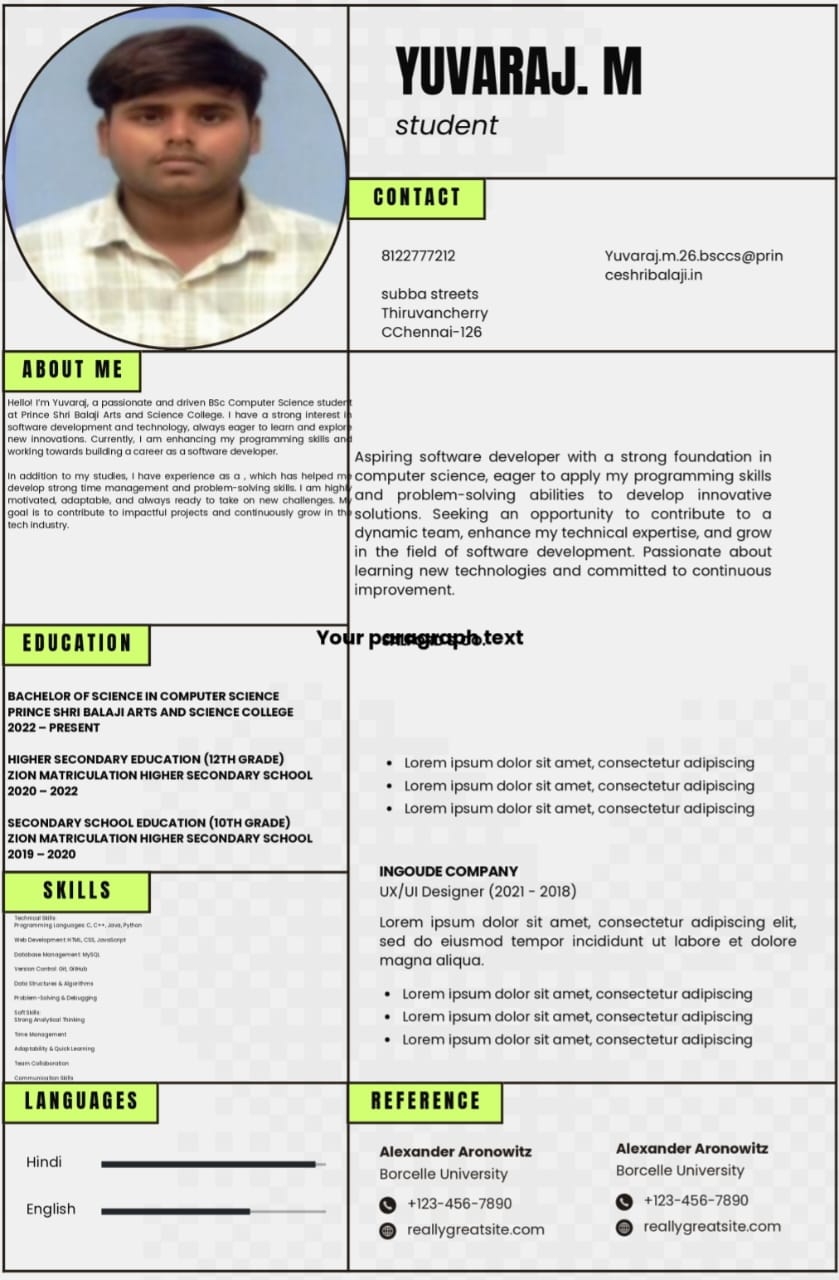 YUVARAJ. M
student
CONTACT
8122777212
Yuvaraj.m.26.bsccs@prin
ceshribalaji.in
subba streets
Thiruvancherry
CChennai-126
ABOUT ME
Hello! I'm Yuvaraj, a passionate and driven BSc Computer Science student
at Prince Shri Balaji Arts and Science College. I have a strong interest in
software development and technology, always eager to learn and explore
new innovations. Currently, I am enhancing my programming skills and
working towards building a career as a software developer.
In addition to my studies, I have experience as a , which has helped me
develop strong time management and problem-solving skills. I am highly
motivated, adaptable, and always ready to take on new challenges. My
goal is to contribute to impactful projects and continuously grow in the
tech industry.
Aspiring software developer with a strong foundation in
computer science, eager to apply my programming skills
and problem-solving abilities to develop innovative
solutions. Seeking an opportunity to contribute to a
dynamic team, enhance my technical expertise, and grow
in the field of software development. Passionate about
learning new technologies and committed to continuous
improvement.
Your paragraph text
EDUCATION
BACHELOR OF SCIENCE IN COMPUTER SCIENCE
PRINCE SHRI BALAJI ARTS AND SCIENCE COLLEGE
2022 – PRESENT
HIGHER SECONDARY EDUCATION (12TH GRADE)
ZION MATRICULATION HIGHER SECONDARY SCHOOL
2020 – 2022
SECONDARY SCHOOL EDUCATION (10TH GRADE)
ZION MATRICULATION HIGHER SECONDARY SCHOOL
2019 – 2020
• Lorem ipsum dolor sit amet, consectetur adipiscing
• Lorem ipsum dolor sit amet, consectetur adipiscing
• Lorem ipsum dolor sit amet, consectetur adipiscing
INGOUDE COMPANY
UX/UI Designer (2021 - 2018)
Lorem ipsum dolor sit amet, consectetur adipiscing elit,
sed do eiusmod tempor incididunt ut labore et dolore
magna aliqua.
• Lorem ipsum dolor sit amet, consectetur adipiscing
• Lorem ipsum dolor sit amet, consectetur adipiscing
• Lorem ipsum dolor sit amet, consectetur adipiscing
SKILLS
Technical Skills
Programming Languages: C, C++, Java, Python
Web Development: HTML, CSS, JavaScript
Database Management: MySQL
Version Control: Git, GitHub
Data Structures & Algorithms
Problem-Solving & Debugging
Soft Skills:
Strong Analytical Thinking
Time Management
Adaptability & Quick Learning
Team Collaboration
Communication Skills
LANGUAGES
Hindi
English
REFERENCE
Alexander Aronowitz
Borcelle University
+123-456-7890
reallygreatsite.com
Alexander Aronowitz
Borcelle University
+123-456-7890
reallygreatsite.com